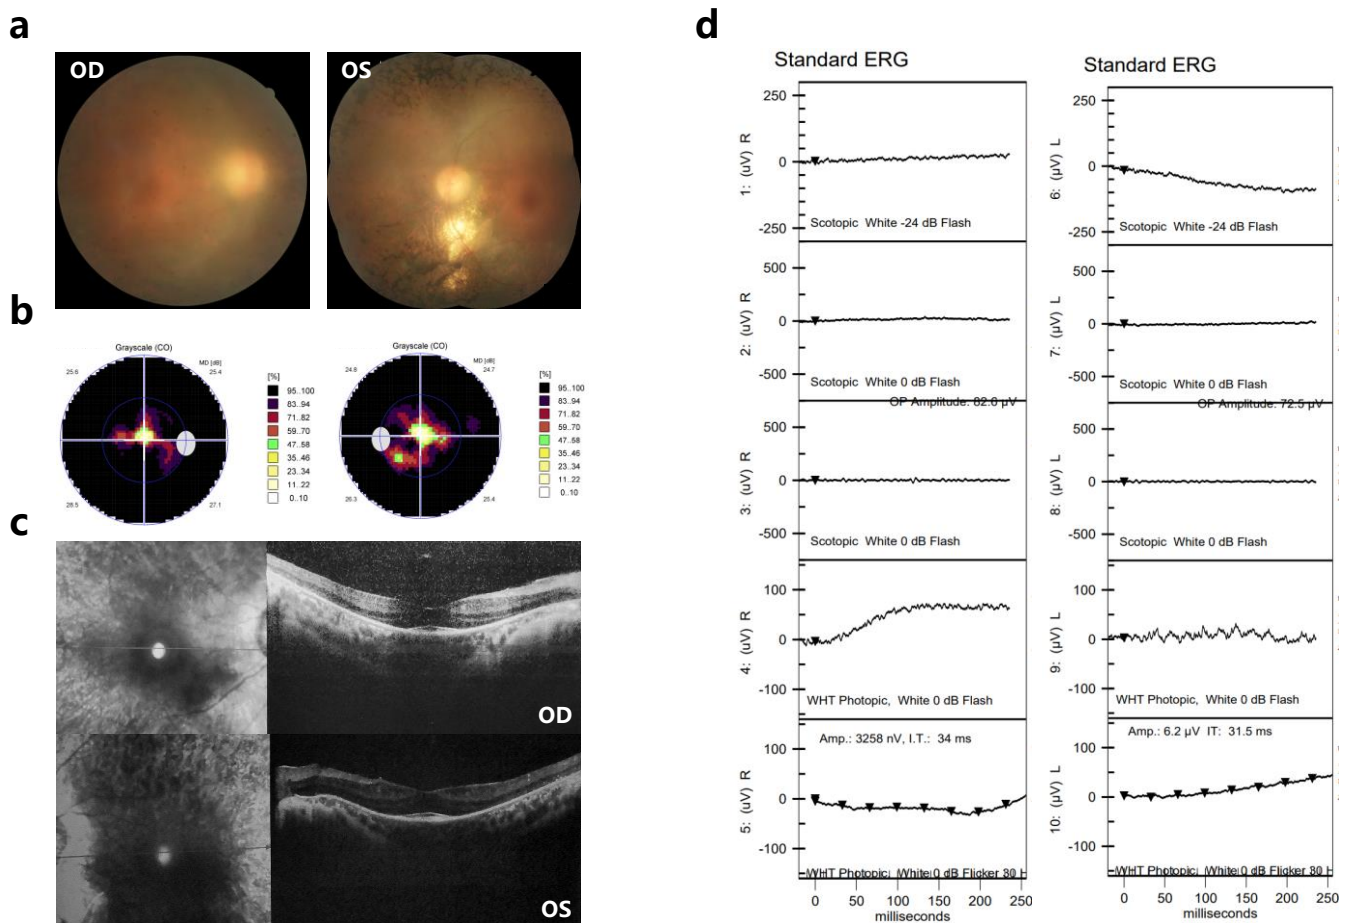 a
OD
OS
b
Grayscale (CO)
MD [dB]
25.6
25.4
26.5
27.1
[%]
95..100
83..94
71..82
59..70
47..58
35..46
23..34
11..22
0..10
Grayscale (CO)
MD [dB]
24.8
24.7
26.3
25.4
[%]
95..100
83..94
71..82
59..70
47..58
35..46
23..34
11..22
0..10
c
OD
OS
d
Standard ERG
250
0
-250
1: (uV) R
Scotopic White -24 dB Flash
500
0
-500
2: (uV) R
Scotopic White 0 dB Flash
OP Amplitude: 82.6 µV
500
0
-500
3: (uV) R
Scotopic White 0 dB Flash
100
0
-100
4: (uV) R
WHT Photopic, White 0 dB Flash
Amp.: 3258 nV, I.T.: 34 ms
100
0
-100
5: (uV) R
WHT Photopic, White 0 dB Flicker 30 H
0 50 100 150 200 250
milliseconds
Standard ERG
250
0
-250
6: (µV) L
Scotopic White -24 dB Flash
500
0
-500
7: (µV) L
Scotopic White 0 dB Flash
OP Amplitude: 72.5 µV
500
0
-500
8: (µV) L
Scotopic White 0 dB Flash
100
0
-100
9: (µV) L
WHT Photopic, White 0 dB Flash
Amp.: 6.2 µV IT: 31.5 ms
100
0
-100
10: (µV) L
WHT Photopic, White 0 dB Flicker 30 H
0 50 100 150 200 250
milliseconds